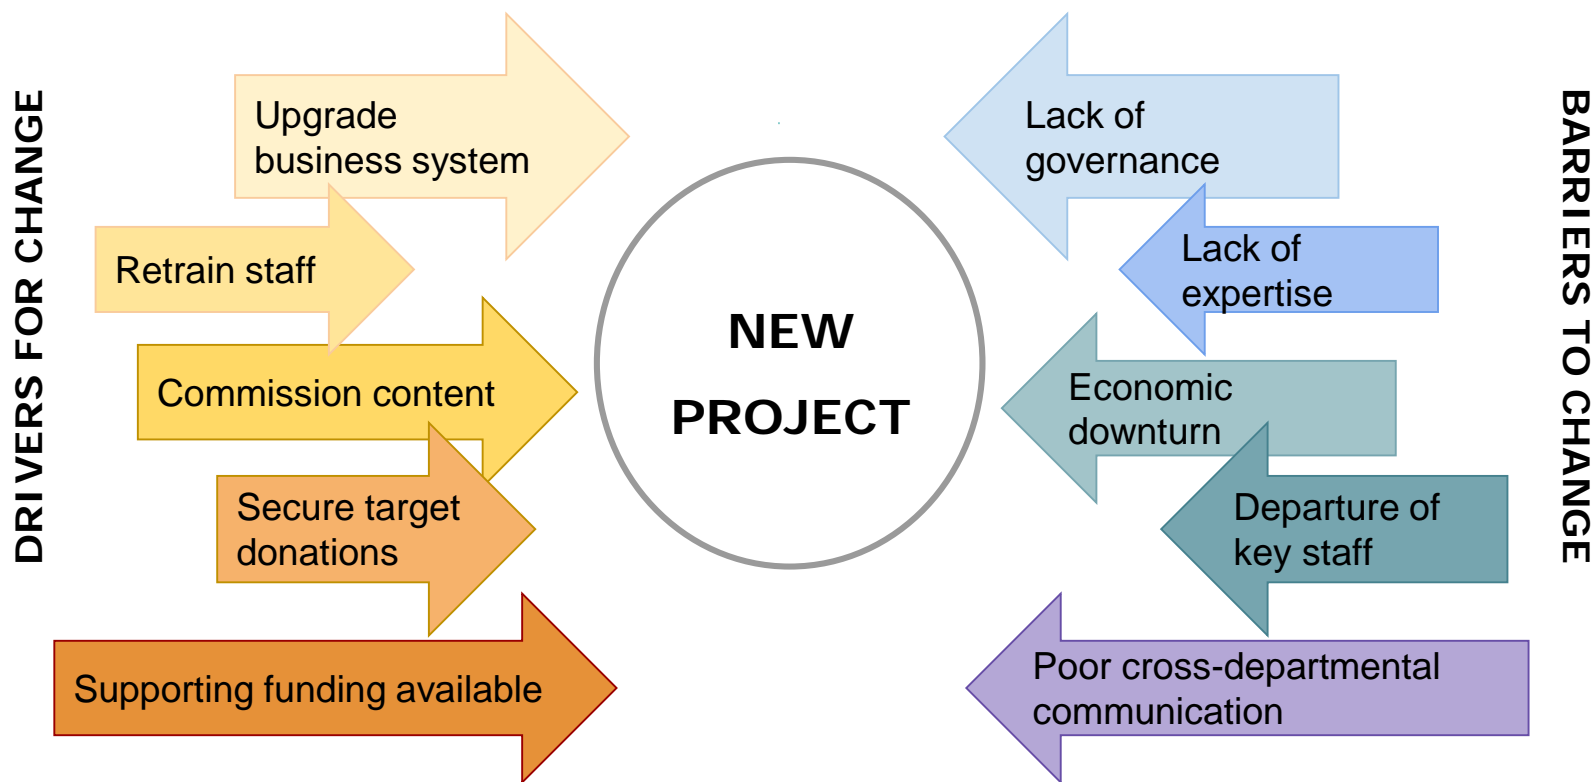 DRIVERS FOR CHANGE
Upgrade
business system
Retrain staff
Commission content
Secure target
donations
Supporting funding available
NEW
PROJECT
Lack of
governance
Lack of
expertise
Economic
downturn
Departure of
key staff
Poor cross-departmental
communication
BARRIERS TO CHANGE